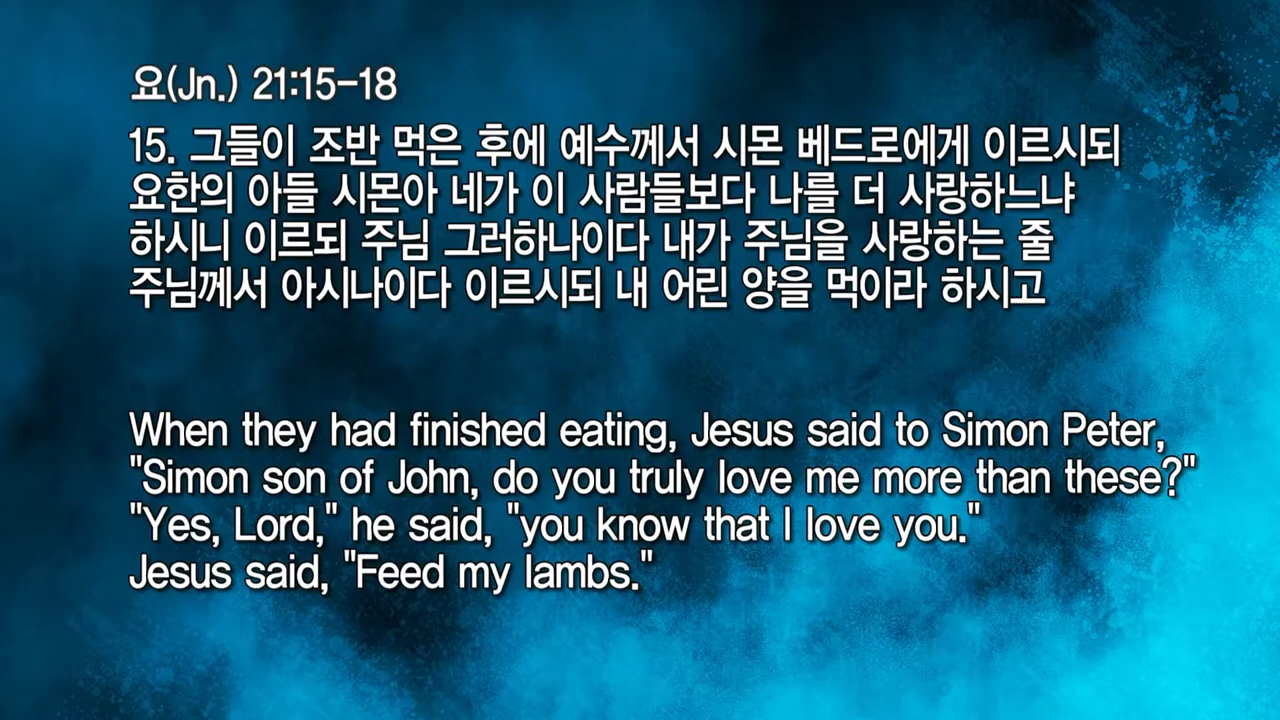 요(Jn.) 21:15-18
15. 그들이 조반 먹은 후에 예수께서 시몬 베드로에게 이르시되
요한의 아들 시몬아 네가 이 사람들보다 나를 더 사랑하느냐
하시니 이르되 주님 그러하나이다 내가 주님을 사랑하는 줄
주님께서 아시나이다 이르시되 내 어린 양을 먹이라 하시고
When they had finished eating, Jesus said to Simon Peter,
"Simon son of John, do you truly love me more than these?"
"Yes, Lord," he said, "you know that I love you."
Jesus said, "Feed my lambs."